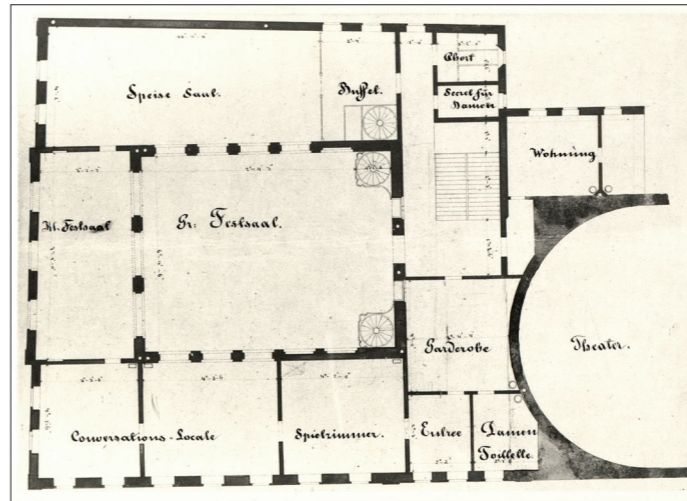 Abort
Speise Saal.
Buffet.
Secret für
Damen
Wohnung
Kl. Festsaal
Gr: Festsaal.
Garderobe
Theater.
Conversations-Locale
Spielzimmer.
Entree
Damen
Toillette